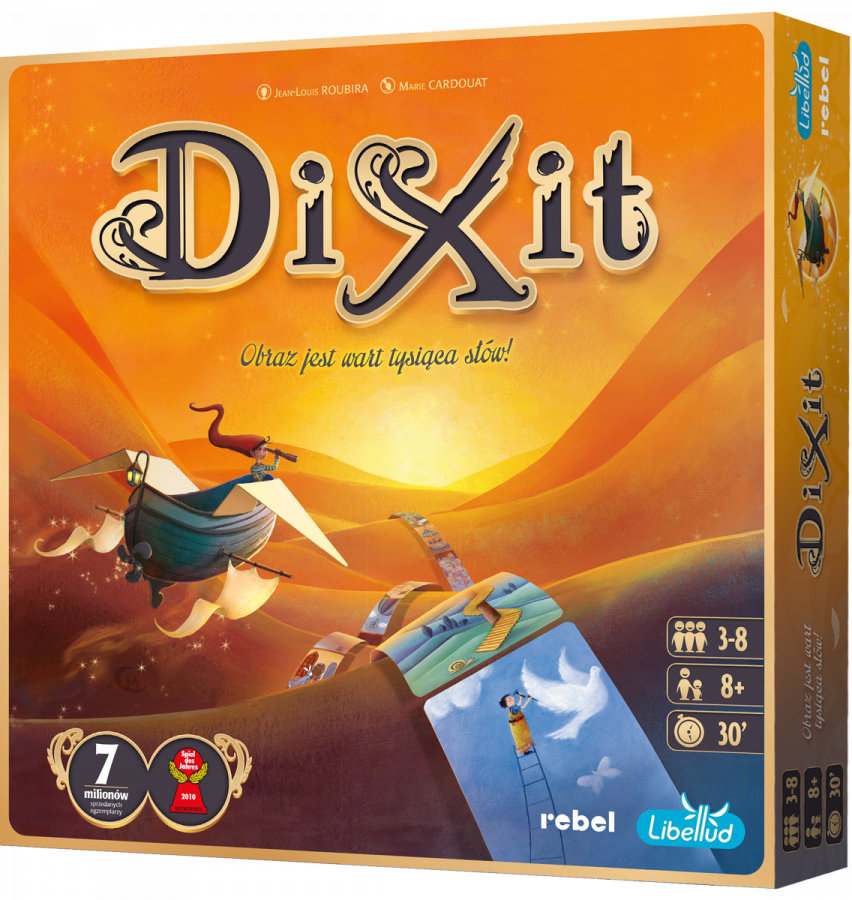 Jean-Louis ROUBIRA Marie CARDOUAT
DiXit
Obraz jest wart tysiąca słów!
3-8
8+
30’
7
milionów
sprzedanych
egzemplarzy
Spiel
des
Jahres
2010
rebel
Libellud
Libellud
rebel
DiXit
Obraz jest wart
tysiąca słów!
3-8
8+
30’